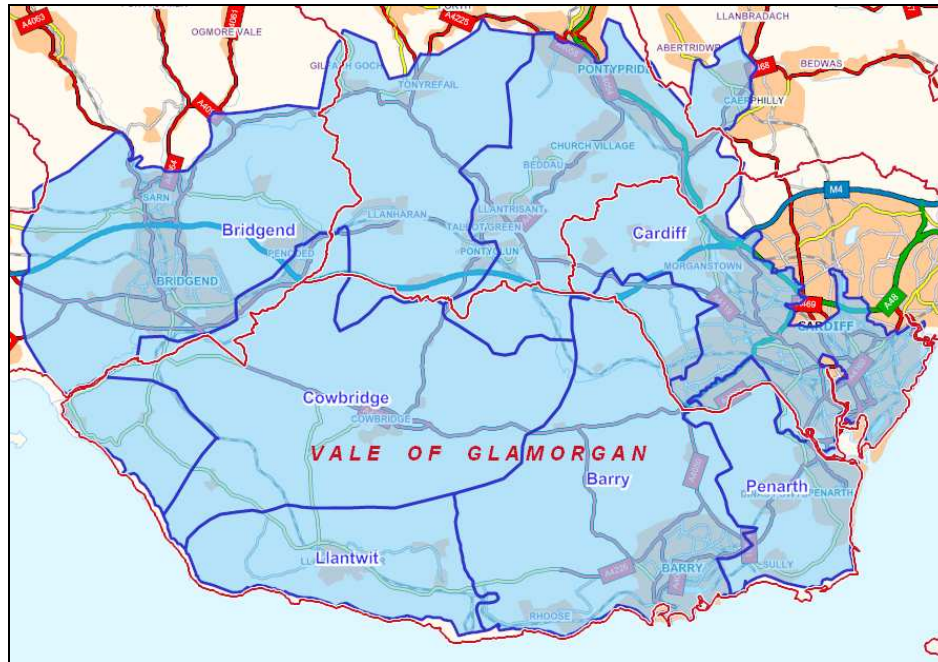 A4063
OGMORE VALE
A4061
A4225
LLANBRADACH
ABERTRIDWR
BEDWAS
GILFACH GOCH
TONYREFAIL
PONTYPRIDD
CAERPHILLY
CHURCH VILLAGE
BEDDAU
M4
SARN
LLANHARAN
LLANTRISANT
TALBOT GREEN
Bridgend
Cardiff
PENCOED
PONTYCLUN
MORGANSTOWN
BRIDGEND
A48
CARDIFF
Cowbridge
COWBRIDGE
VALE OF GLAMORGAN
Barry
Penarth
PENARTH
Llantwit
BARRY
SULLY
A4226
RHOOSE